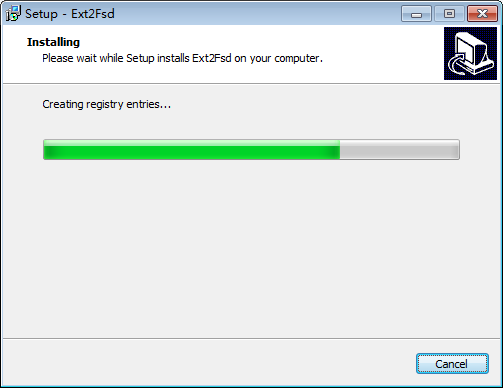 Setup - Ext2Fsd
Installing
Please wait while Setup installs Ext2Fsd on your computer.
Creating registry entries...
Cancel